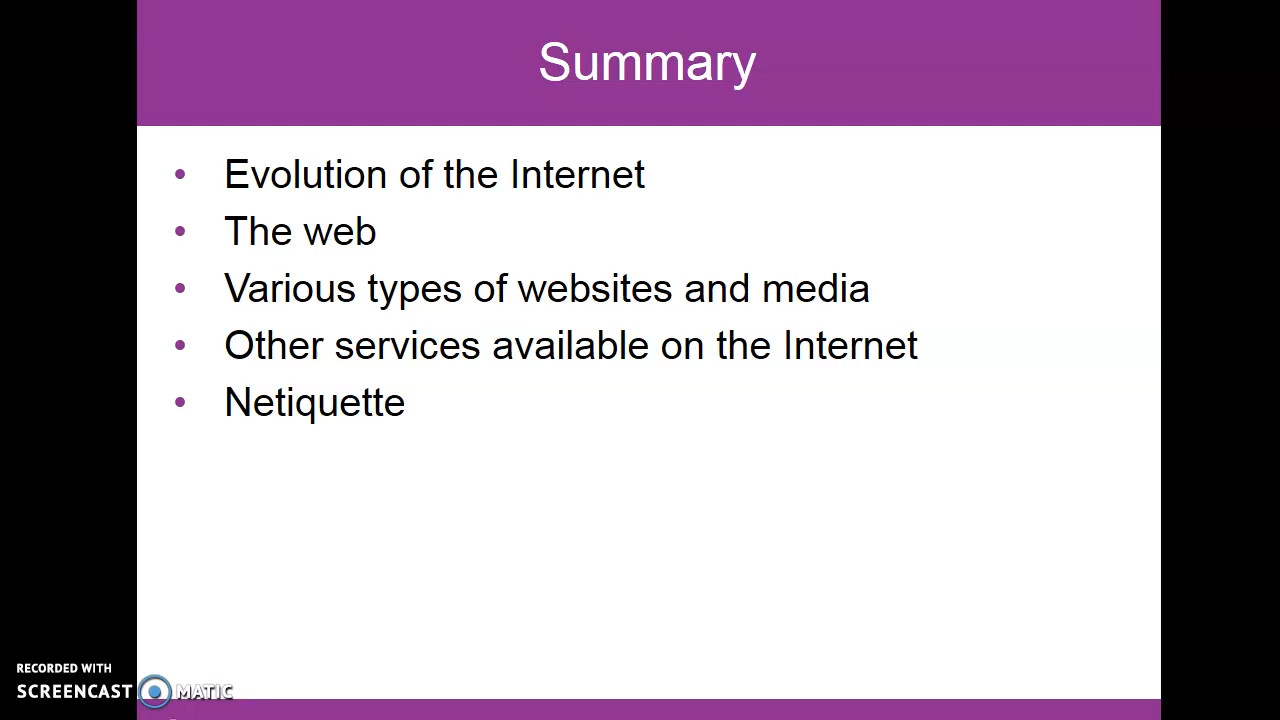 Summary
• Evolution of the Internet
• The web
• Various types of websites and media
• Other services available on the Internet
• Netiquette
RECORDED WITH
SCREENCAST MATIC